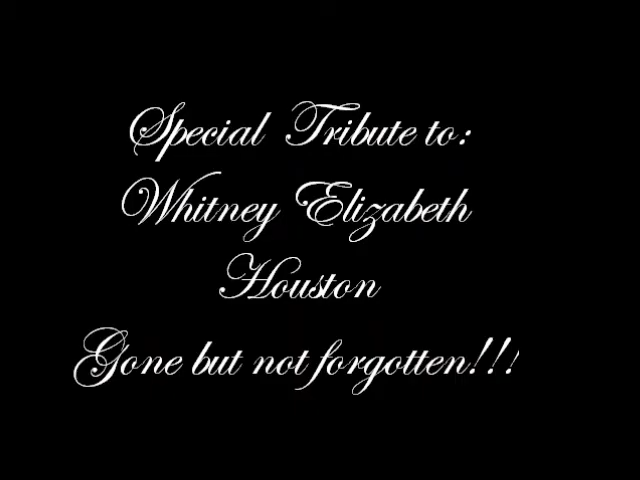 Special Tribute to:
Whitney Elizabeth
Houston
Gone but not forgotten!!!